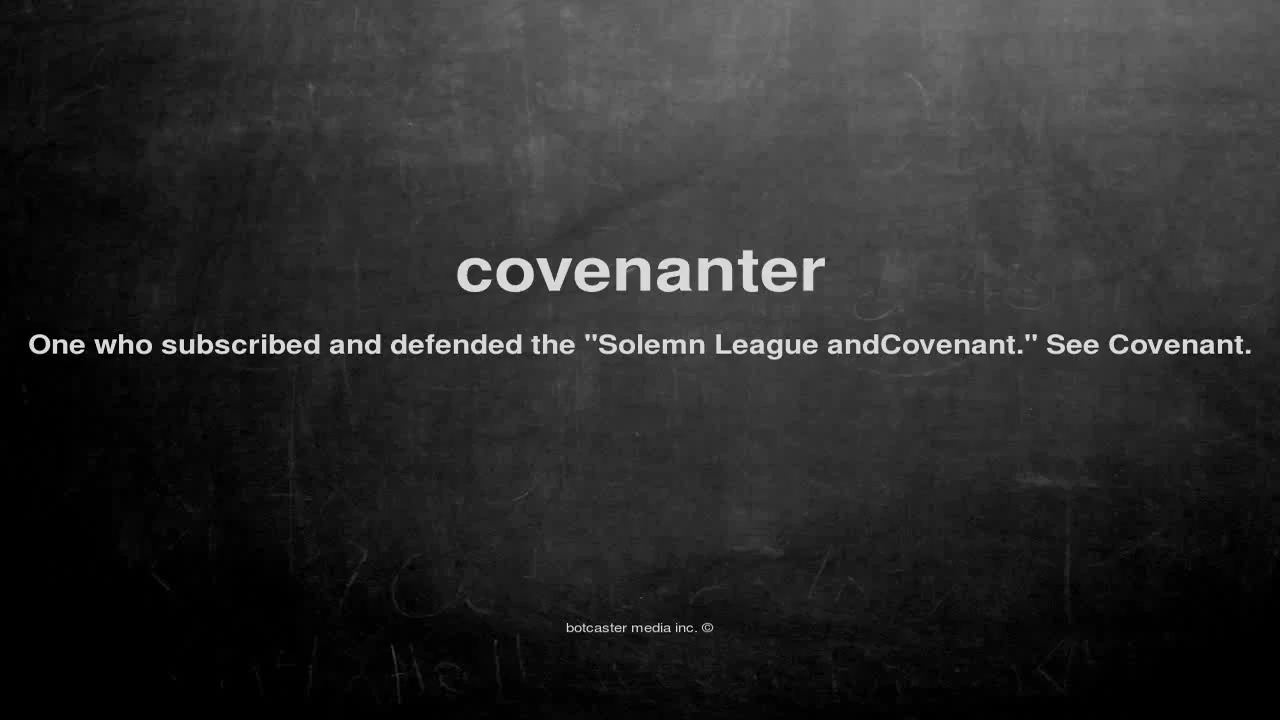 covenanter
One who subscribed and defended the "Solemn League andCovenant." See Covenant.
botcaster media inc. ©